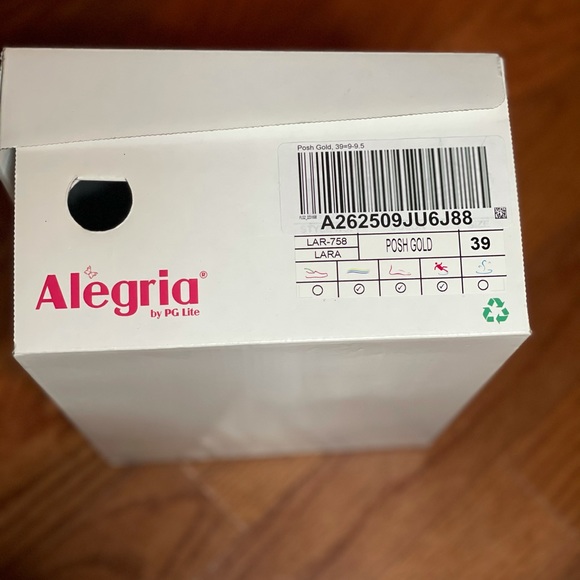 Posh Gold, 39=9-9.5
A262509JU6J88
LAR-758
LARA
POSH GOLD
39
Alegria®
by PG Lite